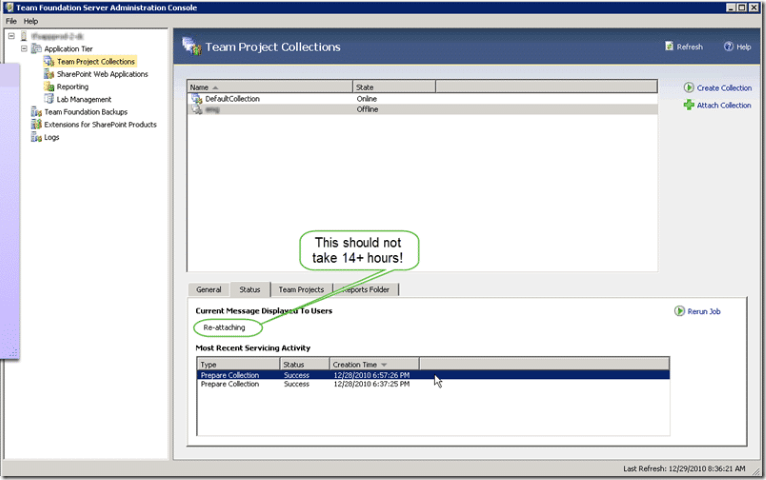 Team Foundation Server Administration Console
File Help
Application Tier
Team Project Collections
SharePoint Web Applications
Reporting
Lab Management
Team Foundation Backups
Extensions for SharePoint Products
Logs
Team Project Collections
Refresh
Help
Name State
DefaultCollection Online
Offline
Create Collection
Attach Collection
This should not
take 14+ hours!
General Status Team Projects Reports Folder
Current Message Displayed To Users
Rerun Job
Re-attaching
Most Recent Servicing Activity
Type Status Creation Time
Prepare Collection Success 12/28/2010 6:57:26 PM
Prepare Collection Success 12/28/2010 6:37:25 PM
Last Refresh: 12/29/2010 8:36:21 AM